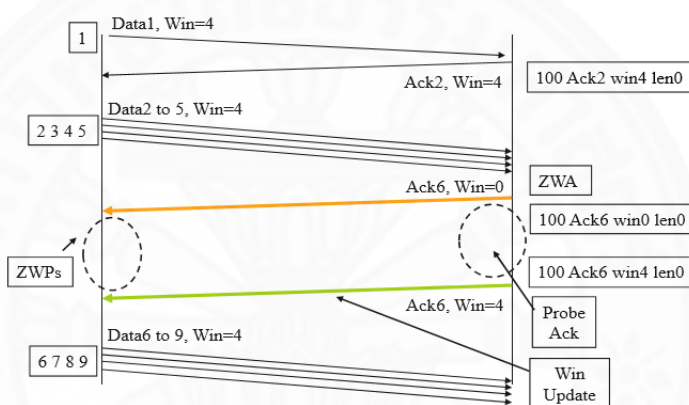 Data1, Win=4
1
Ack2, Win=4
100 Ack2 win4 len0
Data2 to 5, Win=4
2 3 4 5
Ack6, Win=0
ZWA
100 Ack6 win0 len0
ZWPs
100 Ack6 win4 len0
Ack6, Win=4
Probe
Ack
Data6 to 9, Win=4
6 7 8 9
Win
Update